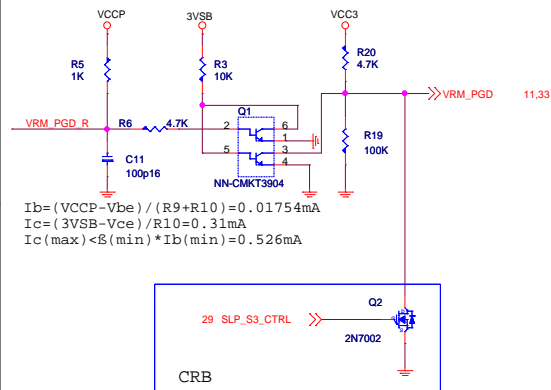 VCCP
3VSB
VCC3
R5
1K
R3
10K
R20
4.7K
VRM_PGD 11,33
VRM_PGD_R
R6 4.7K
Q1
2
6
1
5
3
4
C11
100p16
R19
100K
NN-CMKT3904
Ib=(VCCP-Vbe)/(R9+R10)=0.01754mA
Ic=(3VSB-Vce)/R10=0.31mA
Ic(max)<ß(min)*Ib(min)=0.526mA
29 SLP_S3_CTRL
Q2
2N7002
CRB